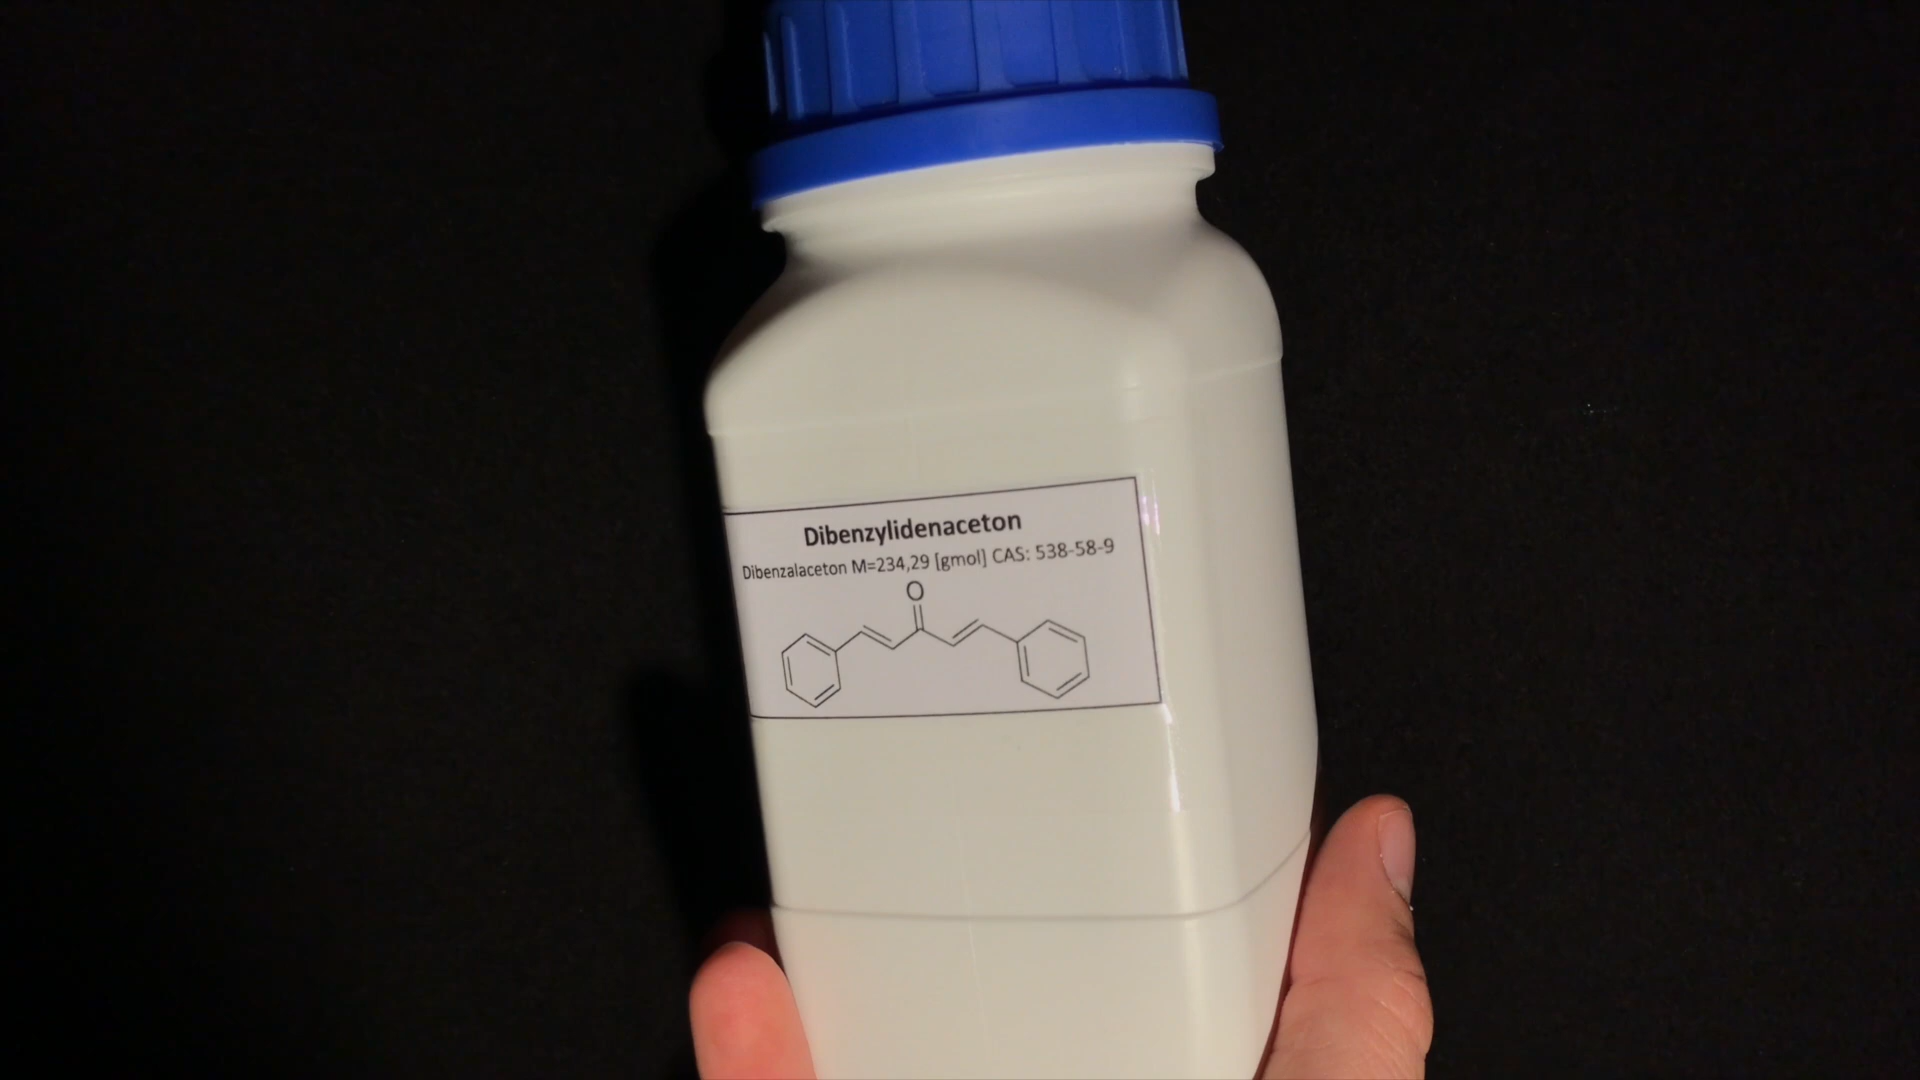 Dibenzylidenaceton
Dibenzalaceton M=234,29 [gmol] CAS: 538-58-9
O